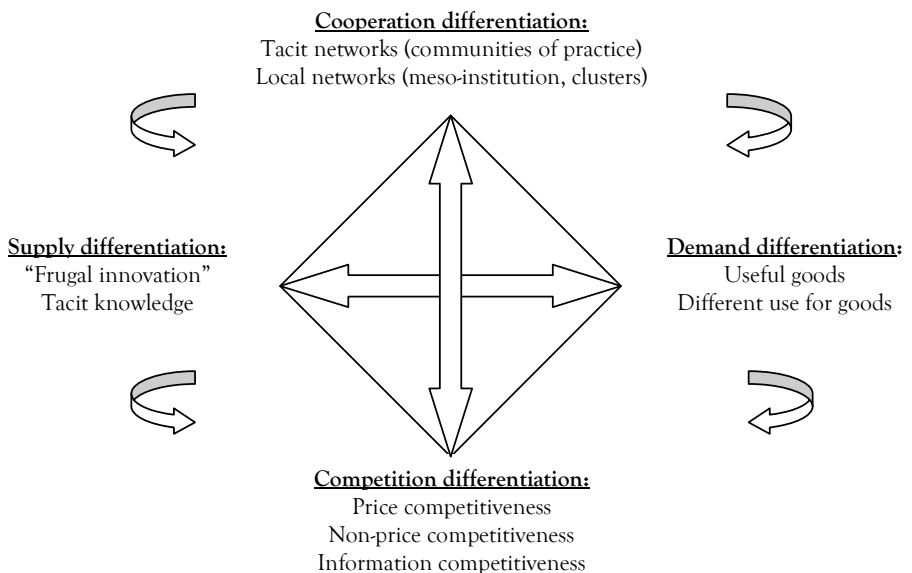 Cooperation differentiation:
Tacit networks (communities of practice)
Local networks (meso-institution, clusters)
Supply differentiation:
“Frugal innovation”
Tacit knowledge
Demand differentiation:
Useful goods
Different use for goods
Competition differentiation:
Price competitiveness
Non-price competitiveness
Information competitiveness